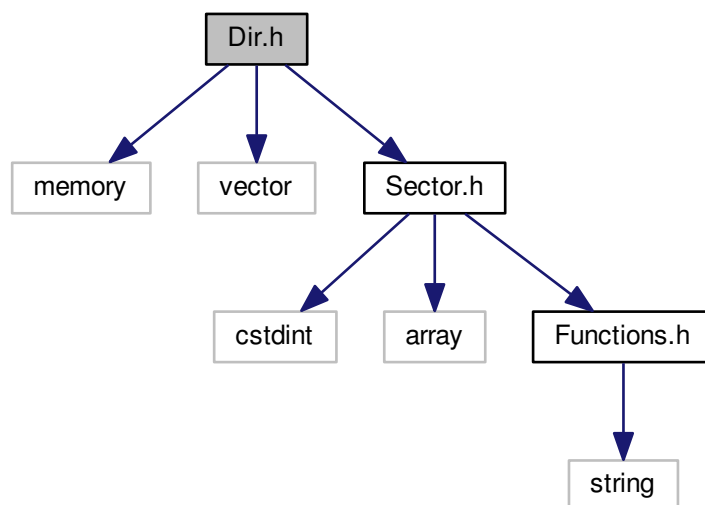 Dir.h
memory
vector
Sector.h
cstdint
array
Functions.h
string